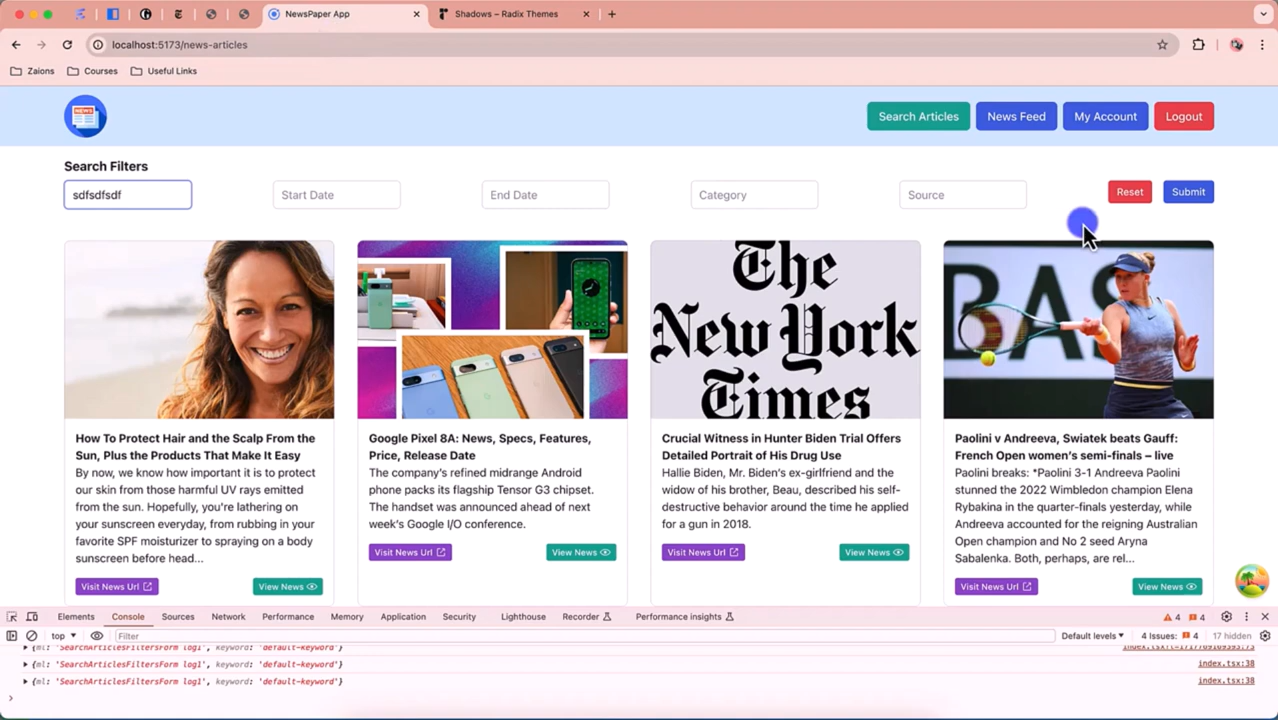 NewsPaper App
Shadows – Radix Themes
localhost:5173/news-articles
Zaions
Courses
Useful Links
NEWS
Search Articles
News Feed
My Account
Logout
Search Filters
sdfsdfsdf
Start Date
End Date
Category
Source
Reset
Submit
The
New York
Times
BAS
How To Protect Hair and the Scalp From the
Sun, Plus the Products That Make It Easy
By now, we know how important it is to protect
our skin from those harmful UV rays emitted
from the sun. Hopefully, you're lathering on
your sunscreen everyday, from rubbing in your
favorite SPF moisturizer to spraying on a body
sunscreen before head...
Visit News Url
View News
Google Pixel 8A: News, Specs, Features,
Price, Release Date
The company's refined midrange Android
phone packs its flagship Tensor G3 chipset.
The handset was announced ahead of next
week's Google I/O conference.
Visit News Url
View News
Crucial Witness in Hunter Biden Trial Offers
Detailed Portrait of His Drug Use
Hallie Biden, Mr. Biden's ex-girlfriend and the
widow of his brother, Beau, described his self-
destructive behavior around the time he applied
for a gun in 2018.
Visit News Url
View News
Paolini v Andreeva, Swiatek beats Gauff:
French Open women's semi-finals – live
Paolini breaks: *Paolini 3-1 Andreeva Paolini
stunned the 2022 Wimbledon champion Elena
Rybakina in the quarter-finals yesterday, while
Andreeva accounted for the reigning Australian
Open champion and No 2 seed Aryna
Sabalenka. Both, perhaps, are rel...
Visit News Url
View News
Elements
Console
Sources
Network
Performance
Memory
Application
Security
Lighthouse
Recorder
Performance insights
4
4
top
Filter
Default levels
4 Issues:
4
17 hidden
{ml: 'SearchArticlesFiltersForm log1', keyword: 'default-keyword'}
{ml: 'SearchArticlesFiltersForm log1', keyword: 'default-keyword'}
index.tsx:38
{ml: 'SearchArticlesFiltersForm log1', keyword: 'default-keyword'}
index.tsx:38